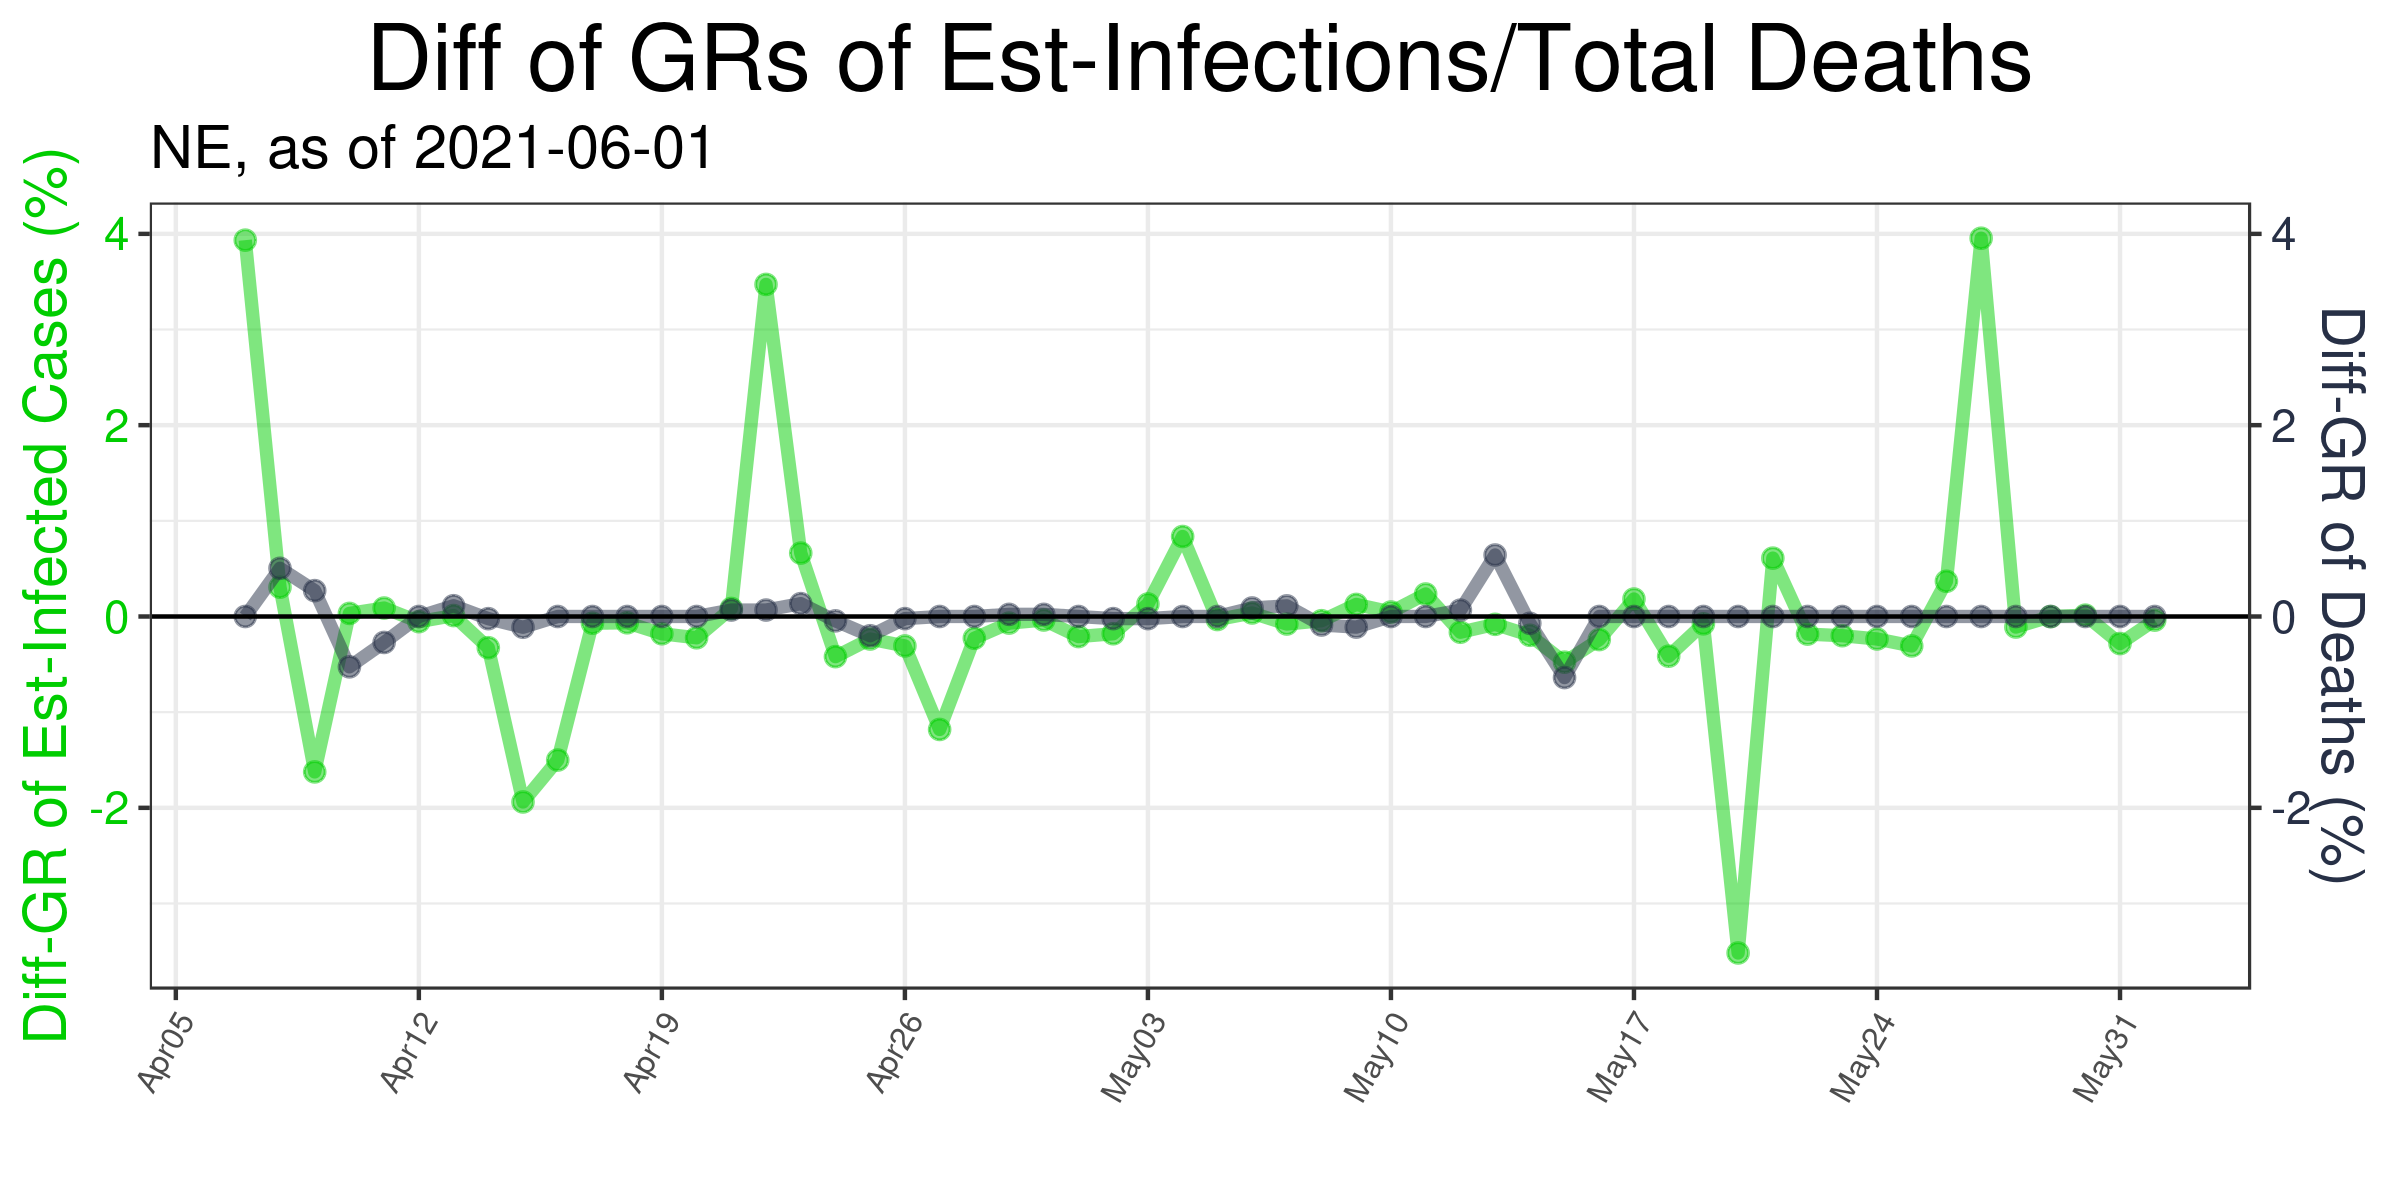 Diff of GRs of Est-Infections/Total Deaths
NE, as of 2021-06-01
Diff-GR of Est-Infected Cases (%)
4
2
0
-2
4
2
0
-2
Diff-GR of Deaths (%)
Apr05
Apr12
Apr19
Apr26
May03
May10
May17
May24
May31